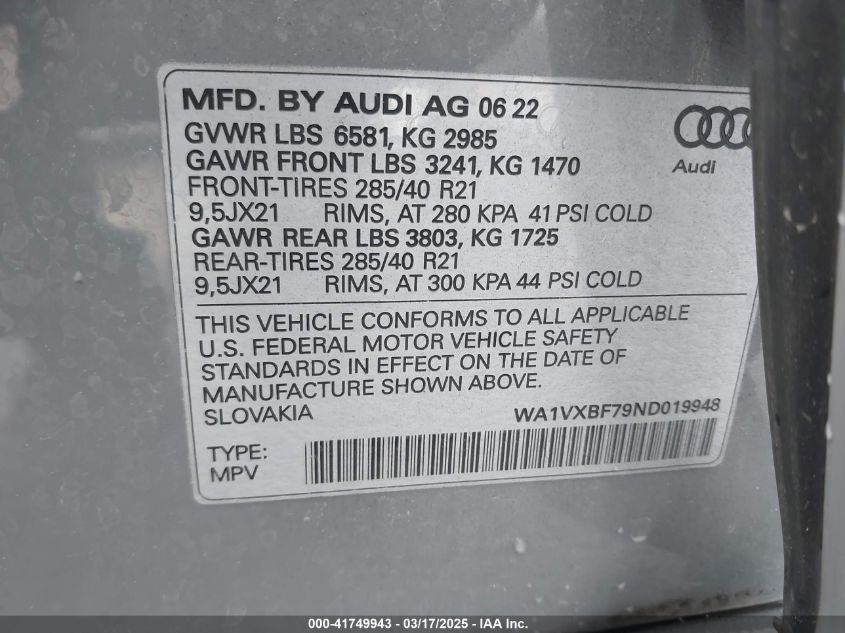 MFD. BY AUDI AG 06 22
GVWR LBS 6581, KG 2985
GAWR FRONT LBS 3241, KG 1470
FRONT-TIRES 285/40 R21
9,5JX21 RIMS, AT 280 KPA 41 PSI COLD
GAWR REAR LBS 3803, KG 1725
REAR-TIRES 285/40 R21
9,5JX21 RIMS, AT 300 KPA 44 PSI COLD
Audi
THIS VEHICLE CONFORMS TO ALL APPLICABLE
U.S. FEDERAL MOTOR VEHICLE SAFETY
STANDARDS IN EFFECT ON THE DATE OF
MANUFACTURE SHOWN ABOVE.
SLOVAKIA WA1VXBF79ND019948
TYPE:
MPV
000-41749943 - 03/17/2025 - IAA Inc.